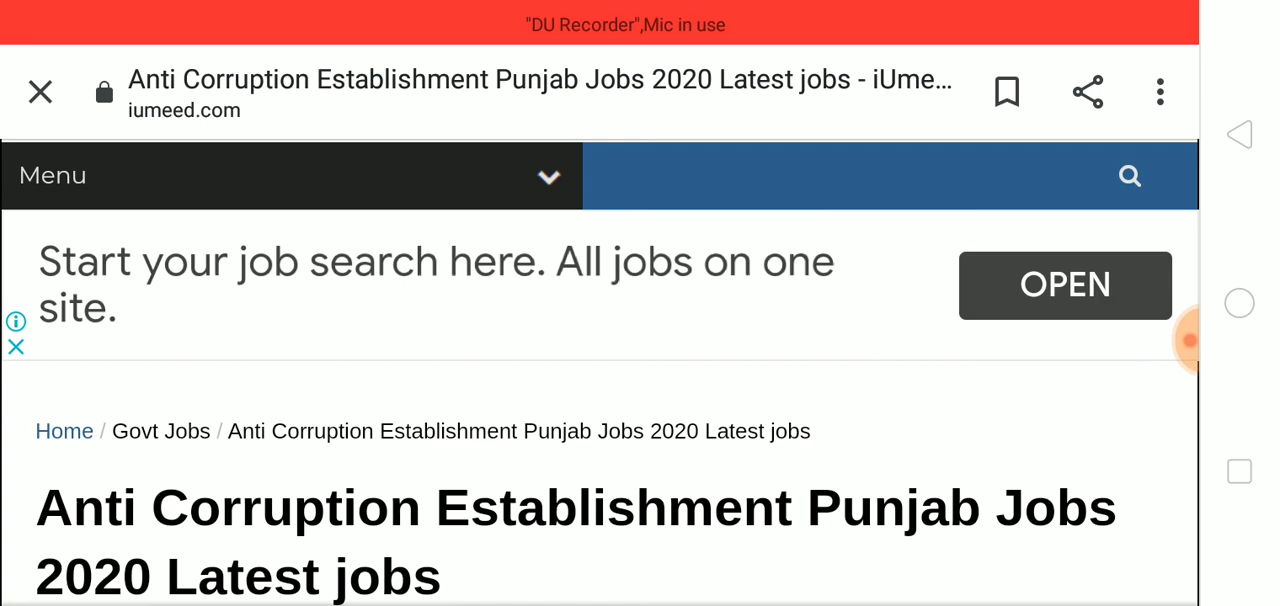 "DU Recorder",Mic in use
Anti Corruption Establishment Punjab Jobs 2020 Latest jobs - iUme...
iumeed.com
Menu
Start your job search here. All jobs on one
site.
OPEN
Home / Govt Jobs / Anti Corruption Establishment Punjab Jobs 2020 Latest jobs
Anti Corruption Establishment Punjab Jobs
2020 Latest jobs